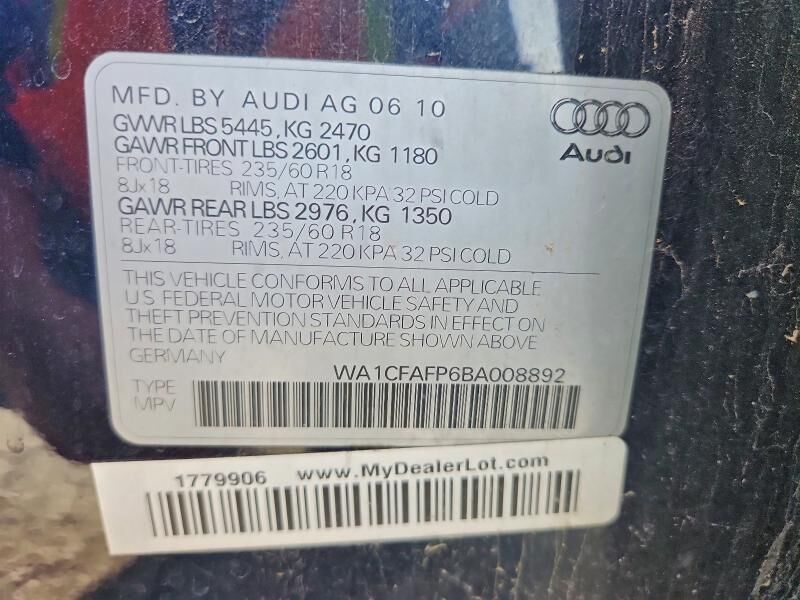 MFD. BY AUDI AG 06 10
GVWR LBS 5445, KG 2470
GAWR FRONT LBS 2601, KG 1180
FRONT-TIRES 235/60 R18
8Jx18 RIMS, AT 220 KPA 32 PSI COLD
GAWR REAR LBS 2976, KG 1350
REAR-TIRES 235/60 R18
8Jx18 RIMS, AT 220 KPA 32 PSI COLD
Audi
THIS VEHICLE CONFORMS TO ALL APPLICABLE
U.S. FEDERAL MOTOR VEHICLE SAFETY AND
THEFT PREVENTION STANDARDS IN EFFECT ON
THE DATE OF MANUFACTURE SHOWN ABOVE
GERMANY
WA1CFAFP6BA008892
TYPE
MPV
1779906 www.MyDealerLot.com